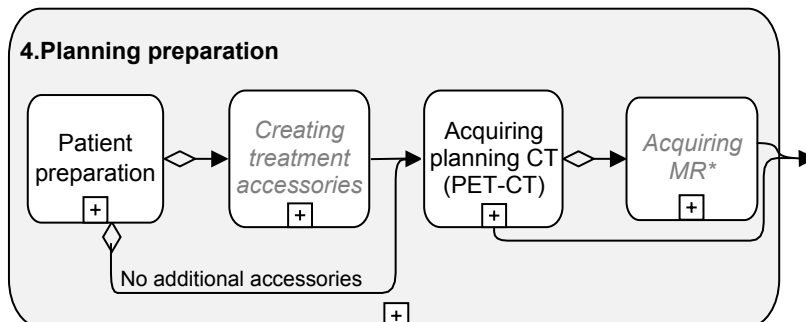 4.Planning preparation
Patient
preparation
Creating
treatment
accessories
Acquiring
planning CT
(PET-CT)
Acquiring
MR*
No additional accessories